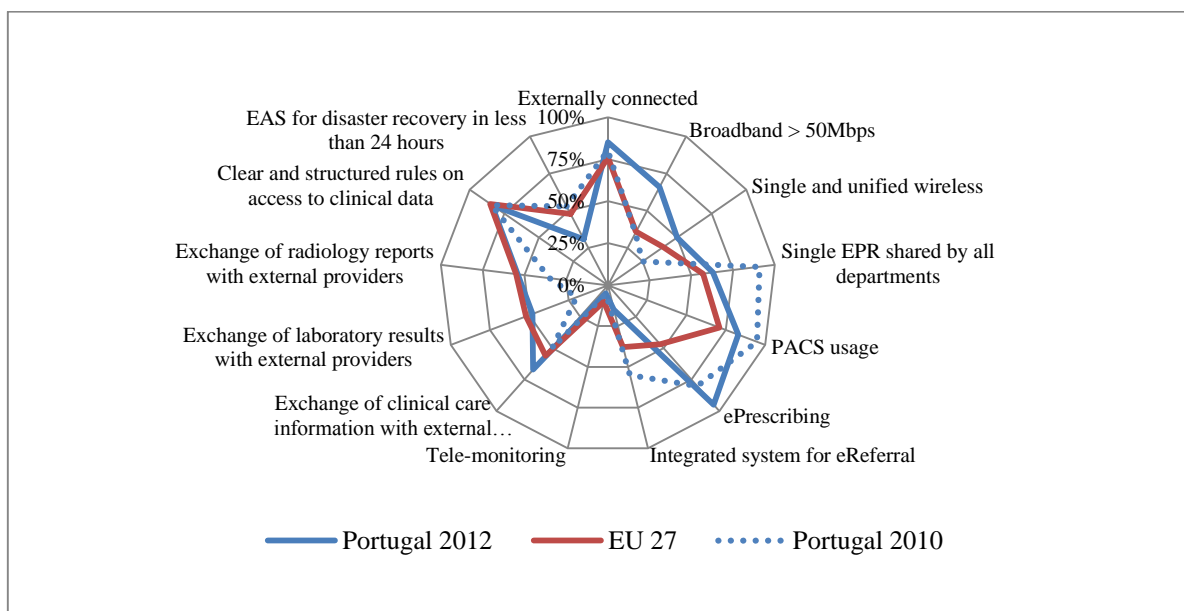 Externally connected
Broadband > 50Mbps
Single and unified wireless
Single EPR shared by all
departments
PACS usage
ePrescribing
Integrated system for eReferral
Tele-monitoring
Exchange of clinical care
information with external…
Exchange of laboratory results
with external providers
Exchange of radiology reports
with external providers
Clear and structured rules on
access to clinical data
EAS for disaster recovery in less
than 24 hours
100%
75%
50%
25%
0%
Portugal 2012
EU 27
Portugal 2010